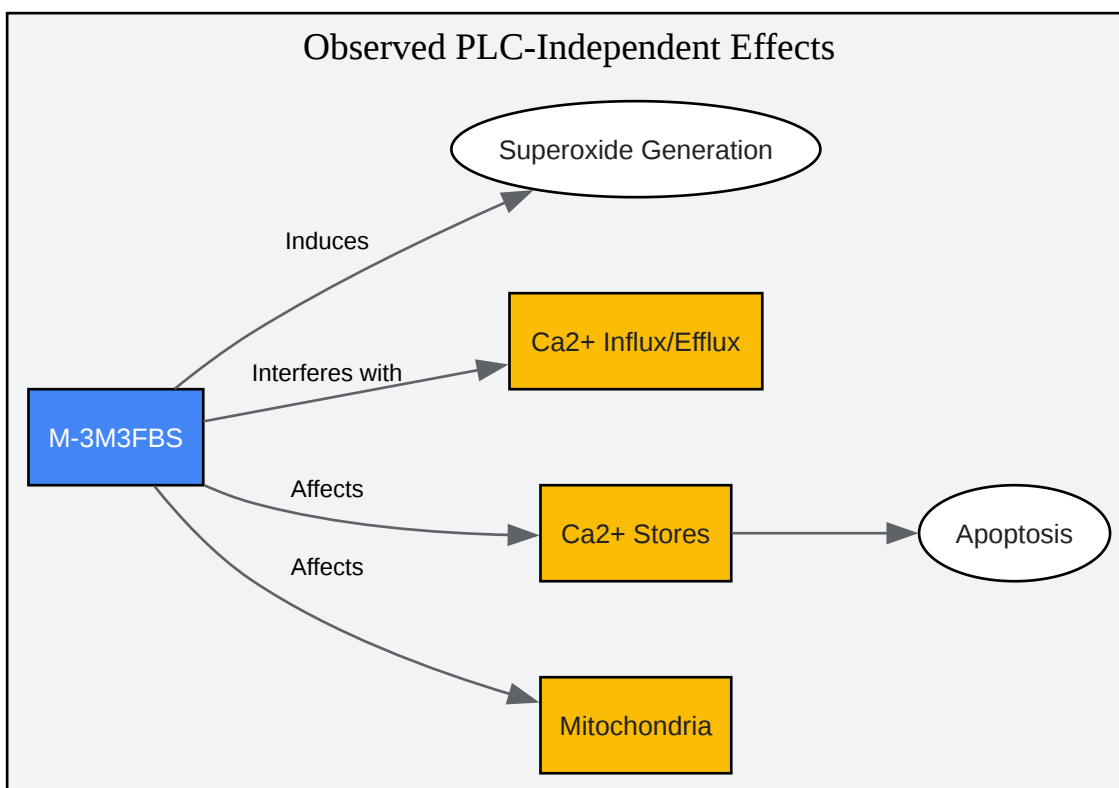 Observed PLC-Independent Effects
Superoxide Generation
Induces
Ca2+ Influx/Efflux
Interferes with
M-3M3FBS
Affects
Ca2+ Stores
Apoptosis
Affects
Mitochondria